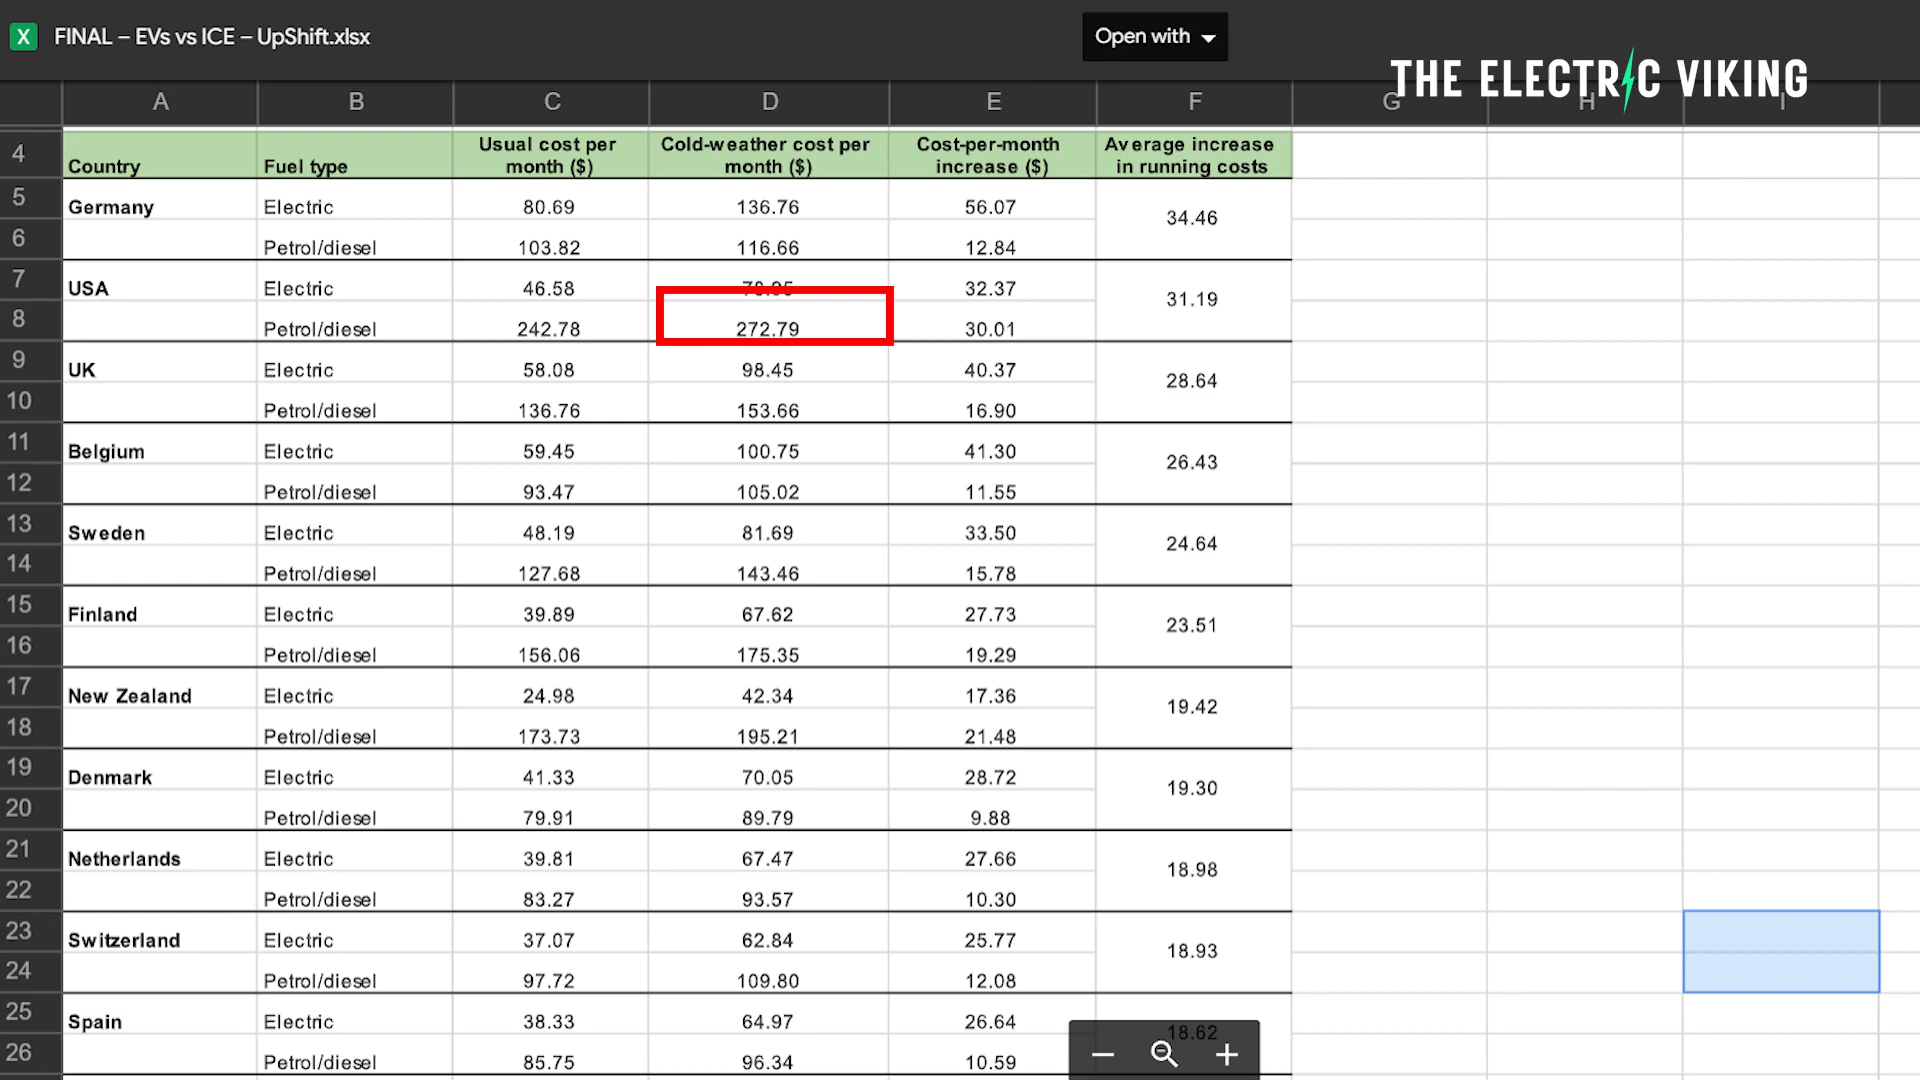 X FINAL – EVs vs ICE – UpShift.xlsx
Open with
THE ELECTRIC VIKING
A B C D E F G H I
4 Country Fuel type Usual cost per month ($) Cold-weather cost per month ($) Cost-per-month increase ($) Average increase in running costs
5 Germany Electric 80.69 136.76 56.07 34.46
6 Petrol/diesel 103.82 116.66 12.84
7 USA Electric 46.58 78.95 32.37 31.19
8 Petrol/diesel 242.78 272.79 30.01
9 UK Electric 58.08 98.45 40.37 28.64
10 Petrol/diesel 136.76 153.66 16.90
11 Belgium Electric 59.45 100.75 41.30 26.43
12 Petrol/diesel 93.47 105.02 11.55
13 Sweden Electric 48.19 81.69 33.50 24.64
14 Petrol/diesel 127.68 143.46 15.78
15 Finland Electric 39.89 67.62 27.73 23.51
16 Petrol/diesel 156.06 175.35 19.29
17 New Zealand Electric 24.98 42.34 17.36 19.42
18 Petrol/diesel 173.73 195.21 21.48
19 Denmark Electric 41.33 70.05 28.72 19.30
20 Petrol/diesel 79.91 89.79 9.88
21 Netherlands Electric 39.81 67.47 27.66 18.98
22 Petrol/diesel 83.27 93.57 10.30
23 Switzerland Electric 37.07 62.84 25.77 18.93
24 Petrol/diesel 97.72 109.80 12.08
25 Spain Electric 38.33 64.97 26.64 18.62
26 Petrol/diesel 85.75 96.34 10.59